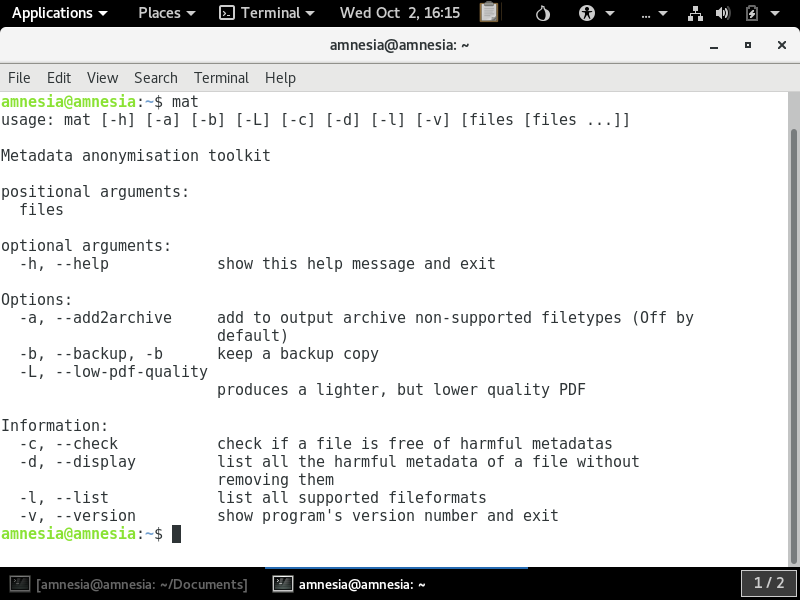 Applications Places Terminal Wed Oct 2, 16:15 ...
amnesia@amnesia: ~
File Edit View Search Terminal Help
amnesia@amnesia:~$ mat
usage: mat [-h] [-a] [-b] [-L] [-c] [-d] [-l] [-v] [files [files ...]]
Metadata anonymisation toolkit
positional arguments:
files
optional arguments:
-h, --help show this help message and exit
Options:
-a, --add2archive add to output archive non-supported filetypes (Off by
default)
-b, --backup, -b keep a backup copy
-L, --low-pdf-quality
produces a lighter, but lower quality PDF
Information:
-c, --check check if a file is free of harmful metadatas
-d, --display list all the harmful metadata of a file without
removing them
-l, --list list all supported fileformats
-v, --version show program's version number and exit
amnesia@amnesia:~$
[amnesia@amnesia: ~/Documents] amnesia@amnesia: ~ 1 / 2